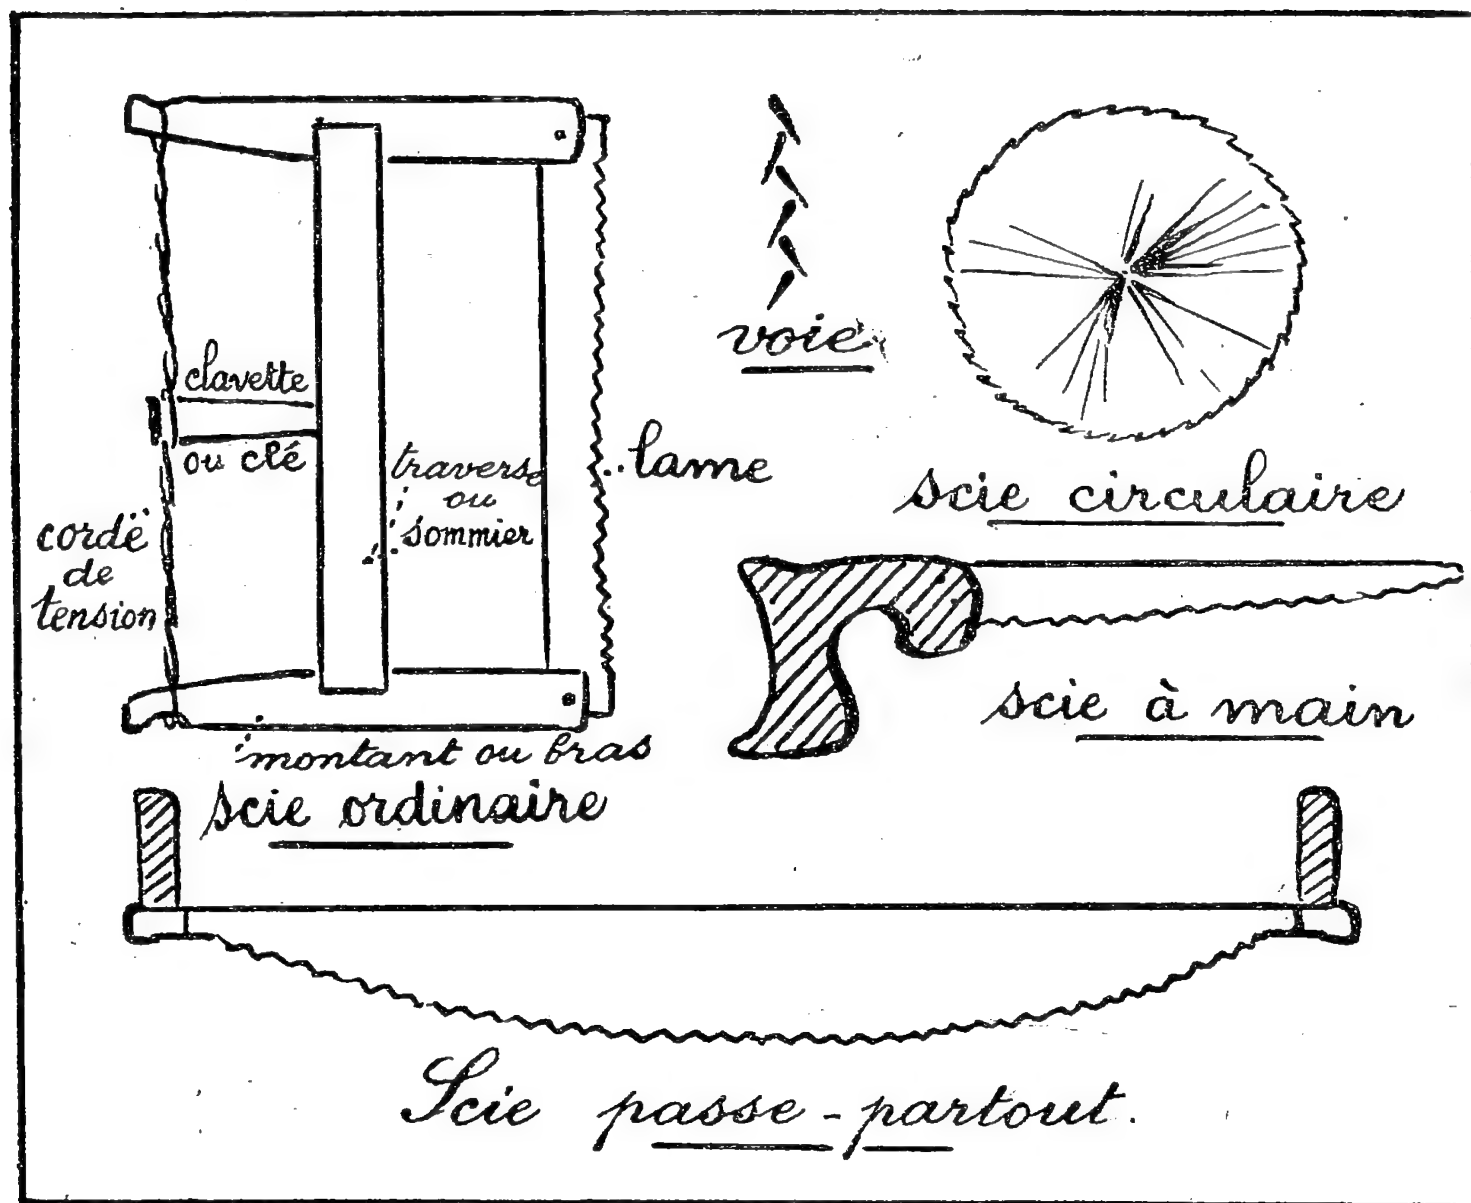 clavette
ou clé
traverse
ou
sommier
lame
corde
de
tension
montant ou bras
scie ordinaire
voie
scie circulaire
scie à main
Scie passe-partout.